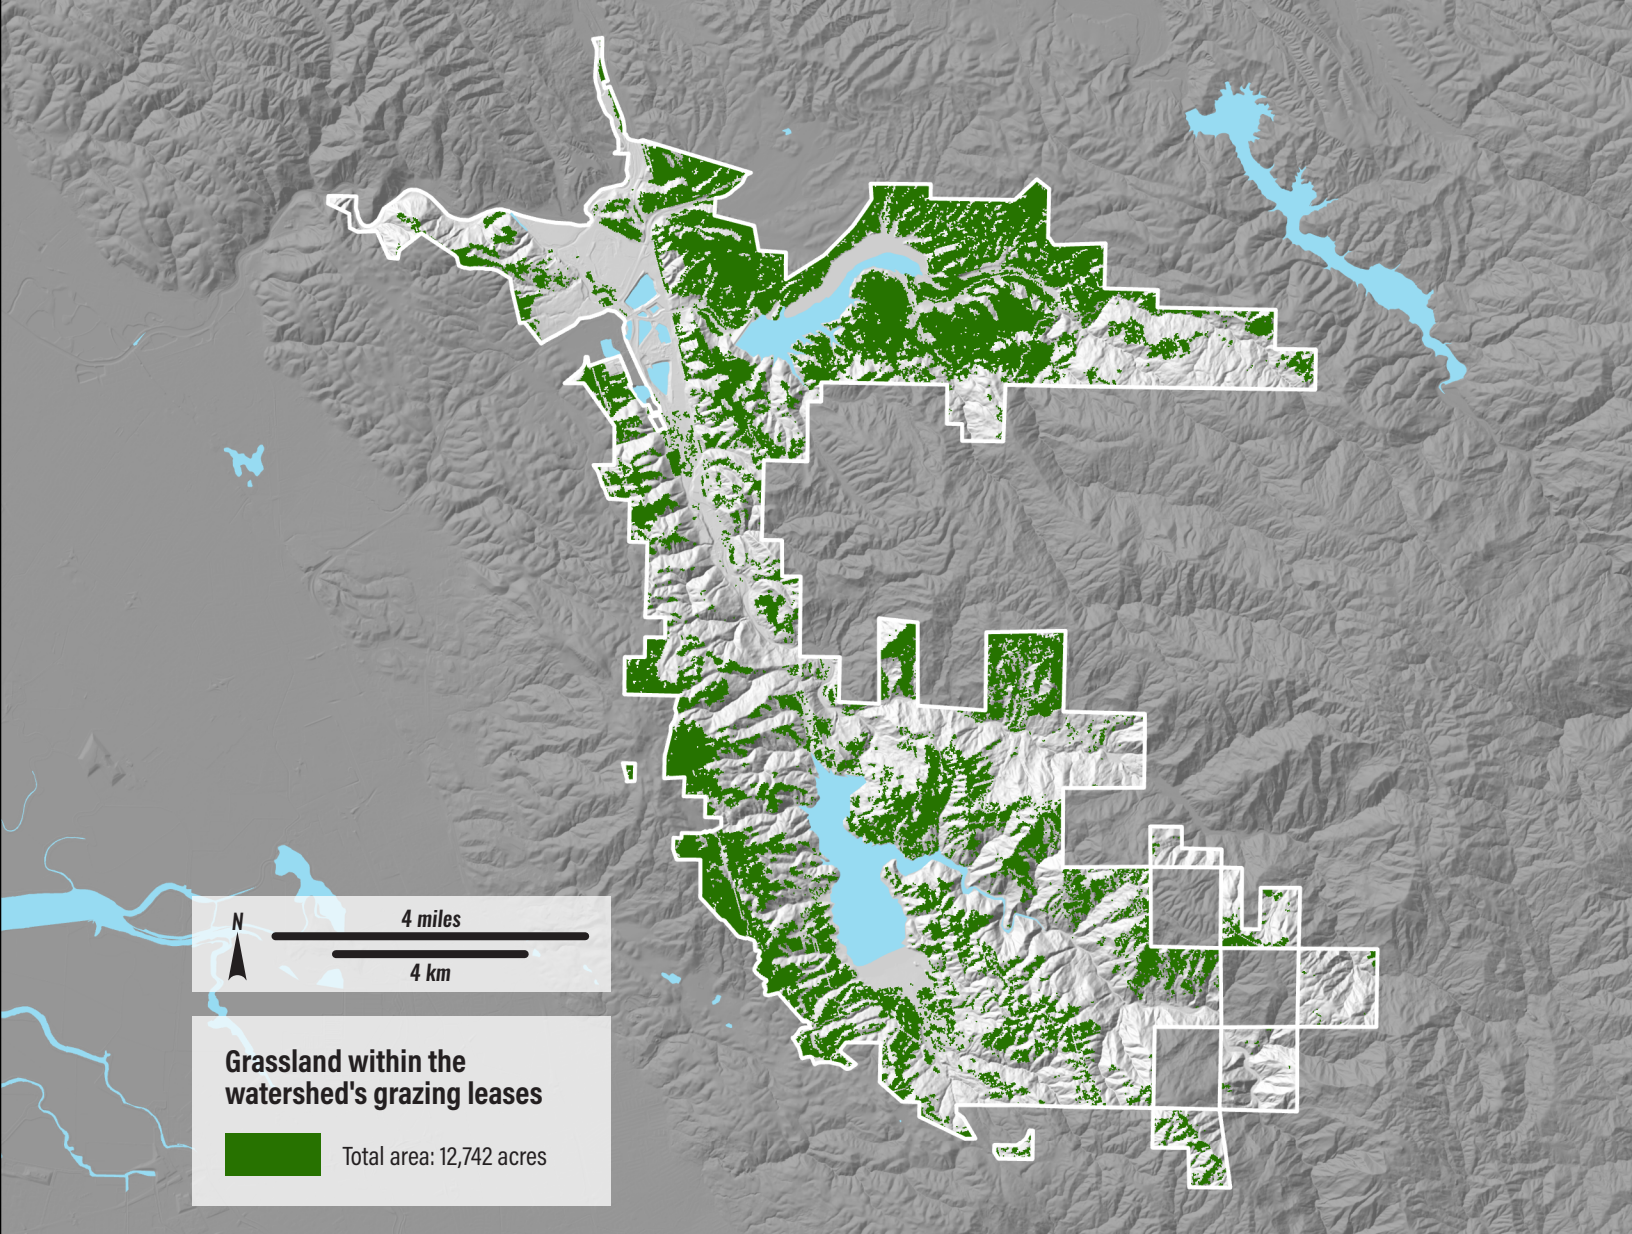 N
4 miles
4 km
Grassland within the
watershed's grazing leases
Total area: 12,742 acres